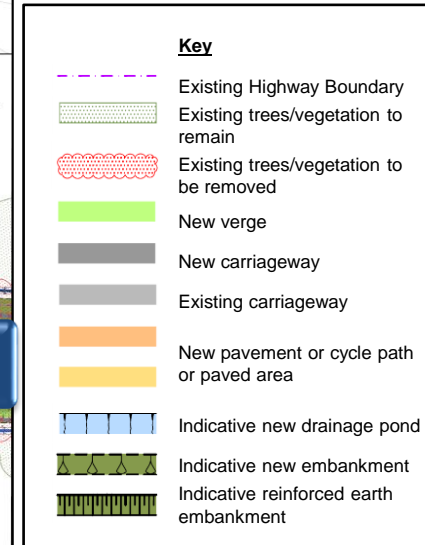 Key
Existing Highway Boundary
Existing trees/vegetation to
remain
Existing trees/vegetation to
be removed
New verge
New carriageway
Existing carriageway
New pavement or cycle path
or paved area
Indicative new drainage pond
Indicative new embankment
Indicative reinforced earth
embankment